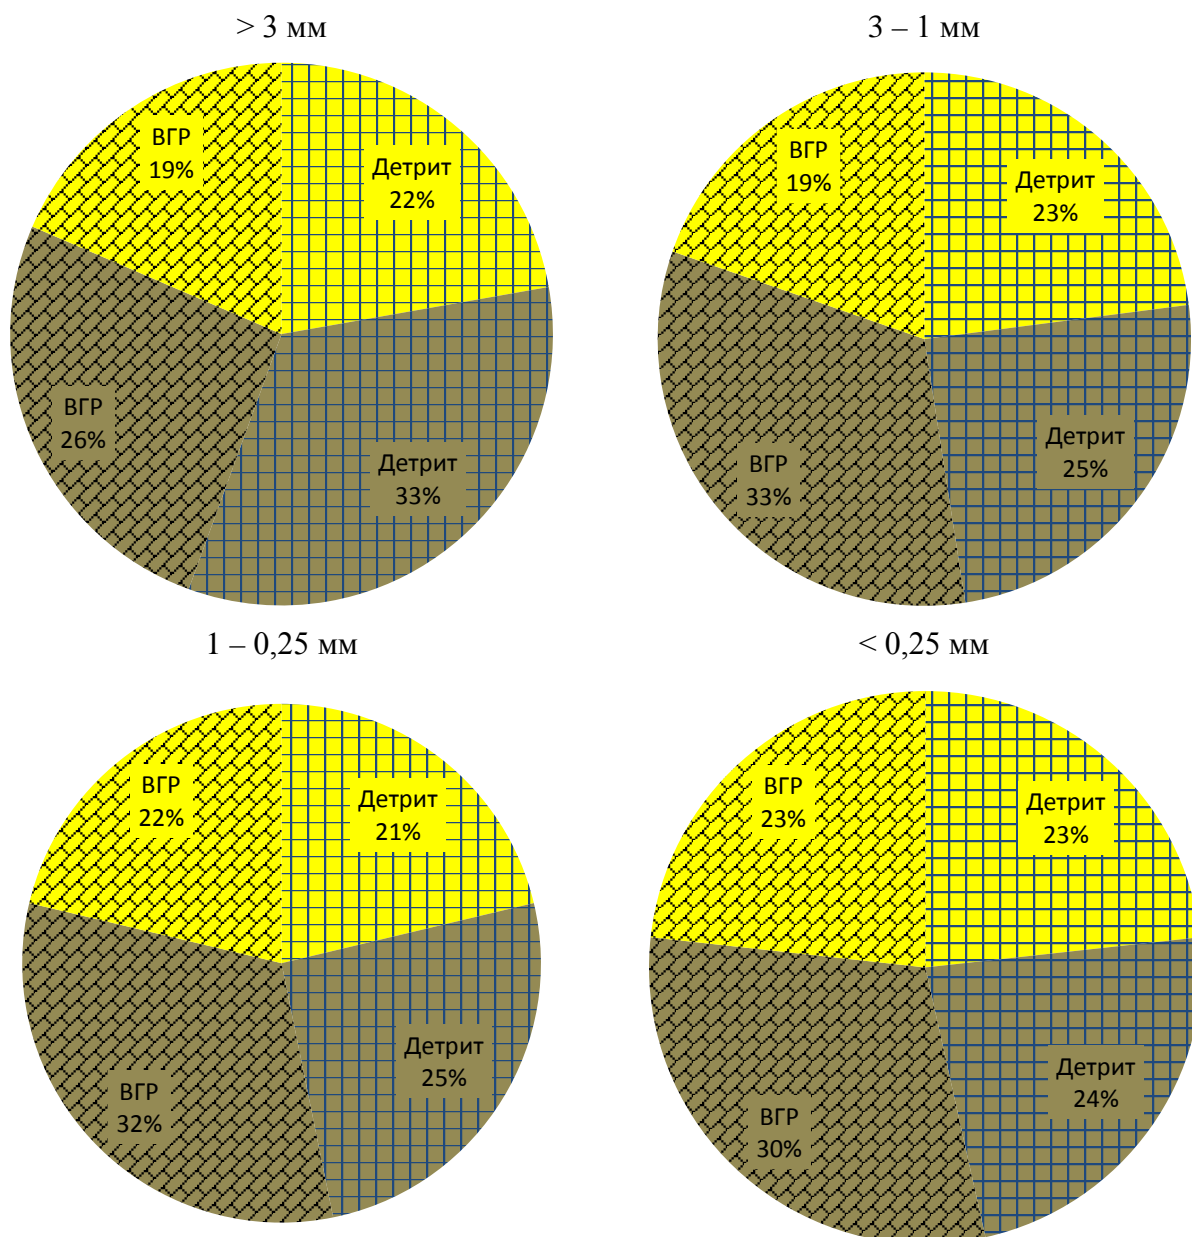 > 3 мм
ВГР
19%
Детрит
22%
ВГР
26%
Детрит
33%
3 – 1 мм
ВГР
19%
Детрит
23%
ВГР
33%
Детрит
25%
1 – 0,25 мм
ВГР
22%
Детрит
21%
ВГР
32%
Детрит
25%
< 0,25 мм
ВГР
23%
Детрит
23%
ВГР
30%
Детрит
24%